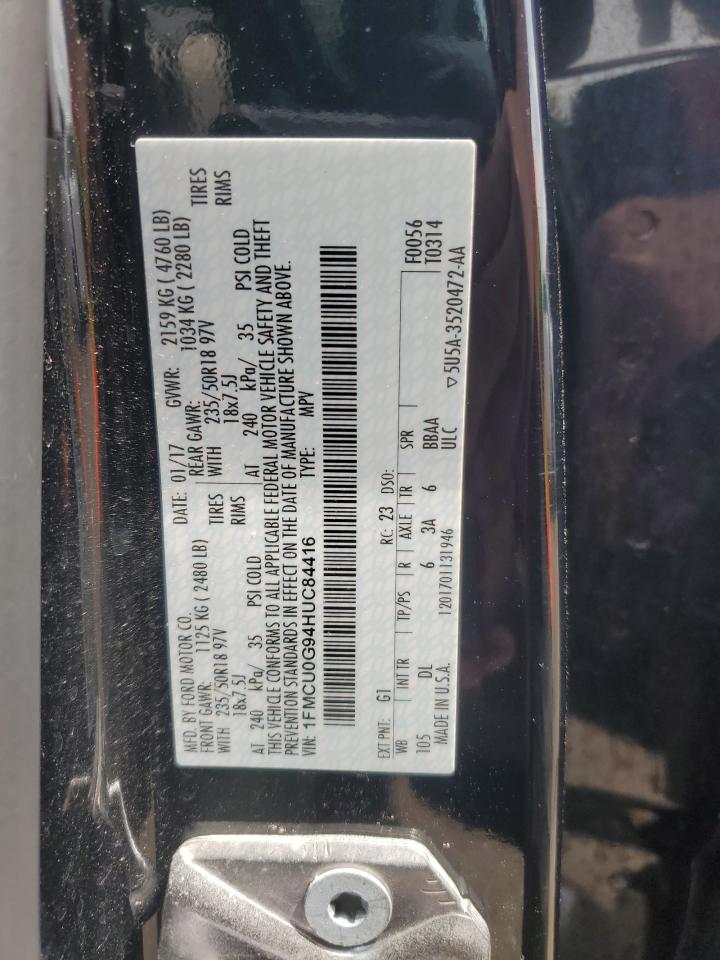 MFD. BY FORD MOTOR CO. DATE: 01/17 GVWR: 2159 KG ( 4760 LB)
FRONT GAWR: 1125 KG ( 2480 LB) REAR GAWR: 1034 KG ( 2280 LB)
WITH 235/50R18 97V TIRES WITH 235/50R18 97V TIRES
18x7.5J RIMS 18x7.5J RIMS
AT 240 kPa/ 35 PSI COLD AT 240 kPa/ 35 PSI COLD
THIS VEHICLE CONFORMS TO ALL APPLICABLE FEDERAL MOTOR VEHICLE SAFETY AND THEFT
PREVENTION STANDARDS IN EFFECT ON THE DATE OF MANUFACTURE SHOWN ABOVE.
VIN: 1FMCU0G94HUC84416 TYPE: MPV
EXT PNT: G1 RC: 23 DSO: F0056
WB INT TR TP/PS R AXLE TR SPR T0314
105 DL 6 3A 6 BBAA
MADE IN U.S.A. 1201701131946 ULC ▽5U5A-3520472-AA